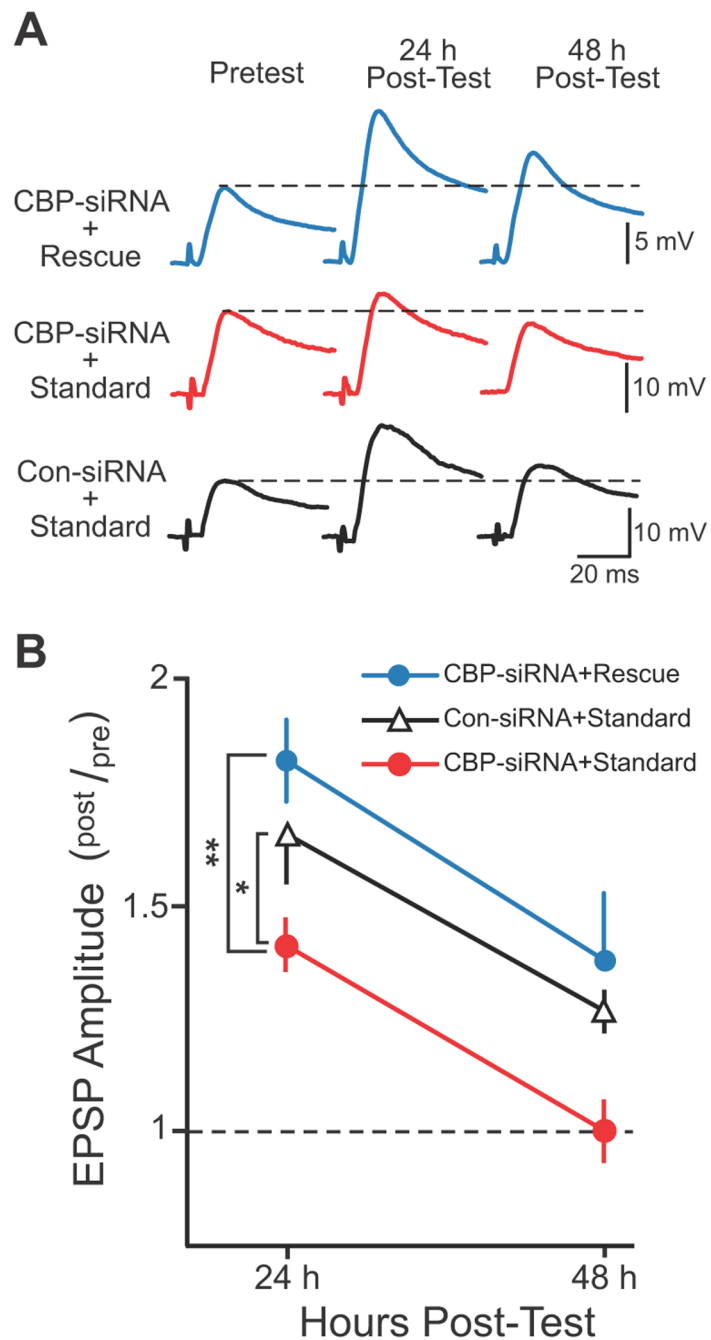 A
Pretest
24 h
Post-Test
48 h
Post-Test
CBP-siRNA
+
Rescue
5 mV
CBP-siRNA
+
Standard
10 mV
Con-siRNA
+
Standard
10 mV
20 ms
B
CBP-siRNA+Rescue
Con-siRNA+Standard
CBP-siRNA+Standard
EPSP Amplitude (post/pre)
2
1.5
1
**
*
24 h
48 h
Hours Post-Test